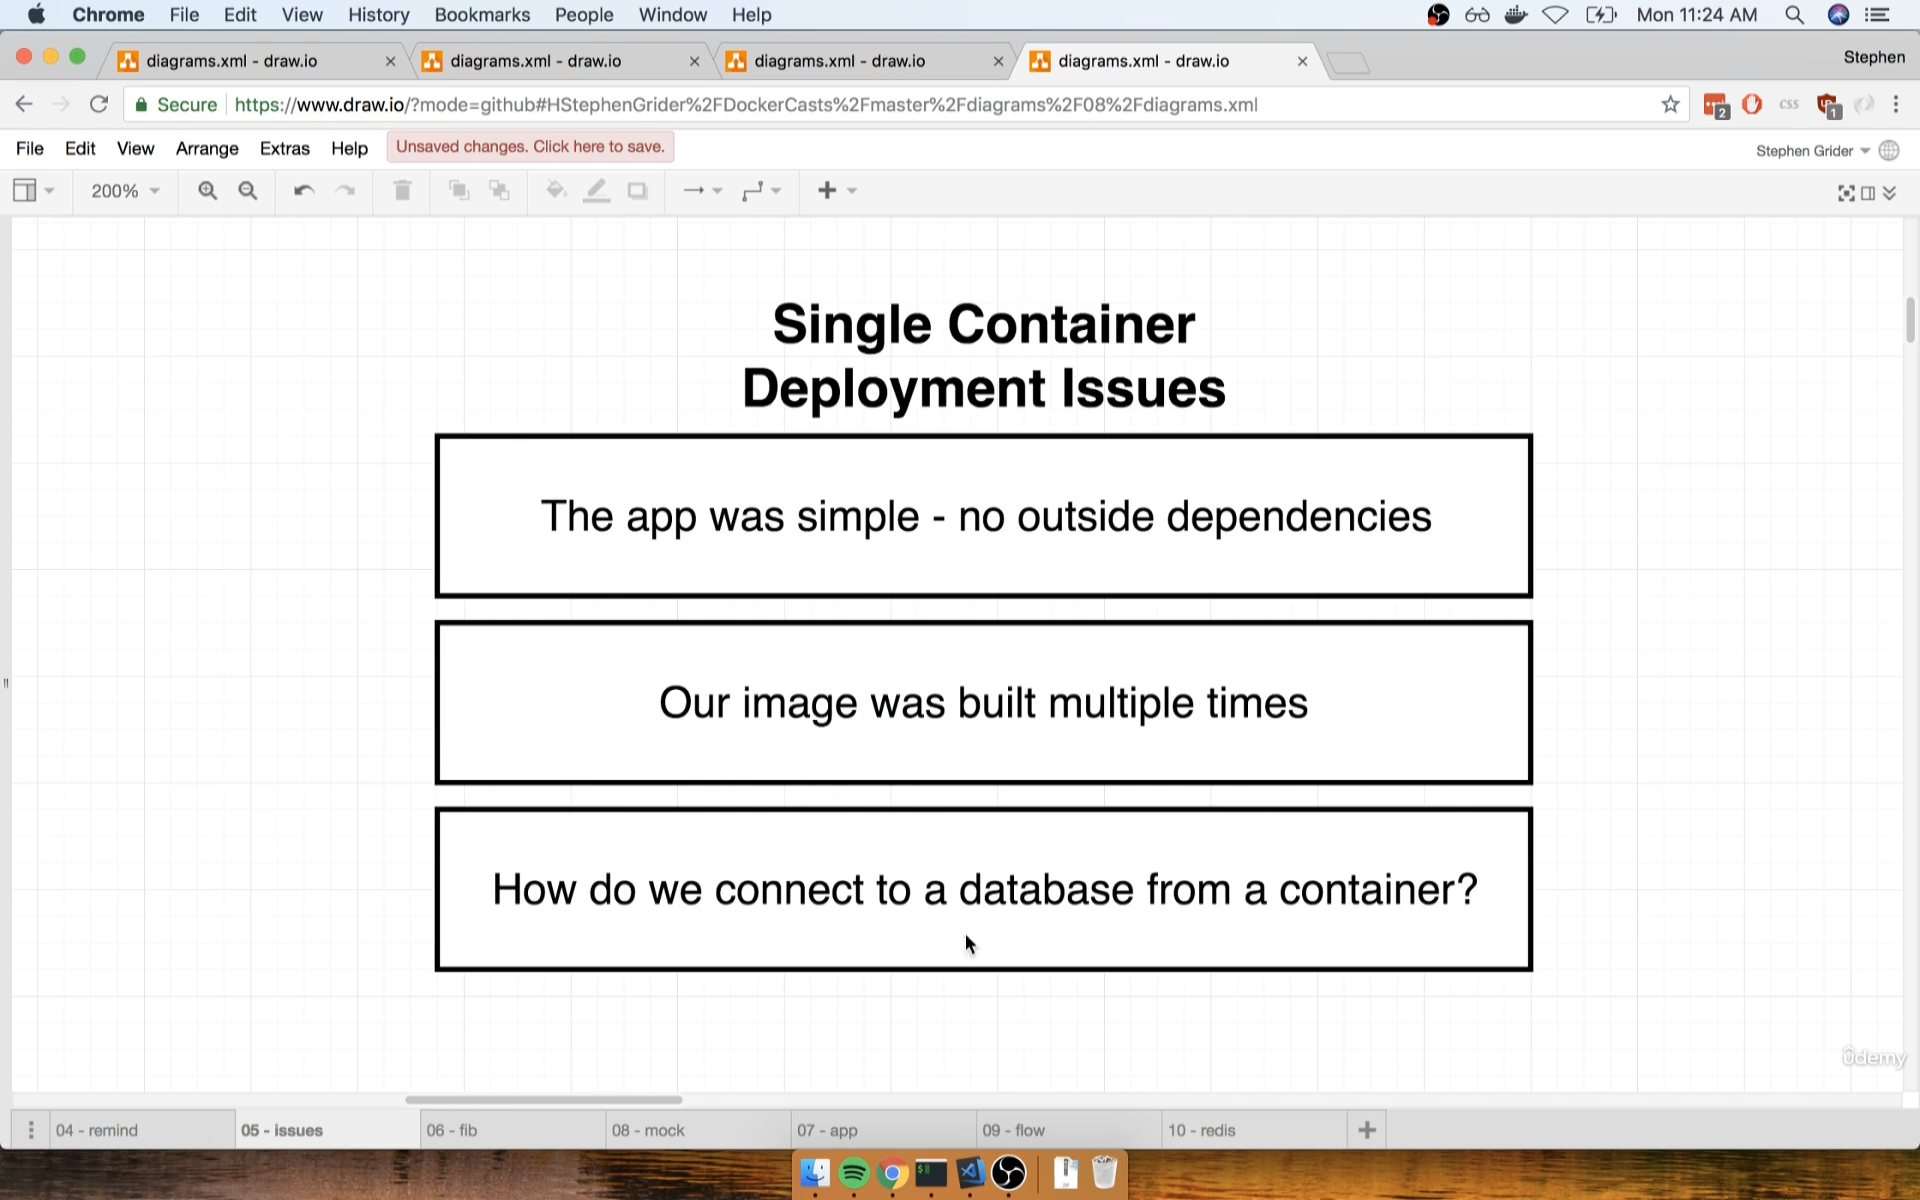 Chrome File Edit View History Bookmarks People Window Help Mon 11:24 AM
diagrams.xml - draw.io diagrams.xml - draw.io diagrams.xml - draw.io diagrams.xml - draw.io Stephen
Secure https://www.draw.io/?mode=github#HStephenGrider%2FDockerCasts%2Fmaster%2Fdiagrams%2F08%2Fdiagrams.xml 2 CSS 1
File Edit View Arrange Extras Help Unsaved changes. Click here to save. Stephen Grider
200%
Single Container
Deployment Issues
The app was simple - no outside dependencies
Our image was built multiple times
How do we connect to a database from a container?
ûdemy
04 - remind 05 - issues 06 - fib 08 - mock 07 - app 09 - flow 10 - redis